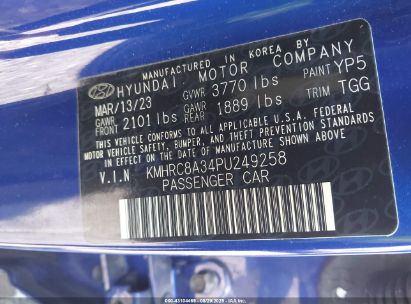 MANUFACTURED IN KOREA BY
HYUNDAI MOTOR COMPANY
MAR/13/23 GVWR 3770 lbs PAINT YP5
GAWR FRONT 2101 lbs GAWR REAR 1889 lbs TRIM TGG
THIS VEHICLE CONFORMS TO ALL APPLICABLE U.S.A. FEDERAL
MOTOR VEHICLE SAFETY, BUMPER, AND THEFT PREVENTION STANDARDS
IN EFFECT ON THE DATE OF MANUFACTURE SHOWN ABOVE.
V.I.N KMHRC8A34PU249258
PASSENGER CAR